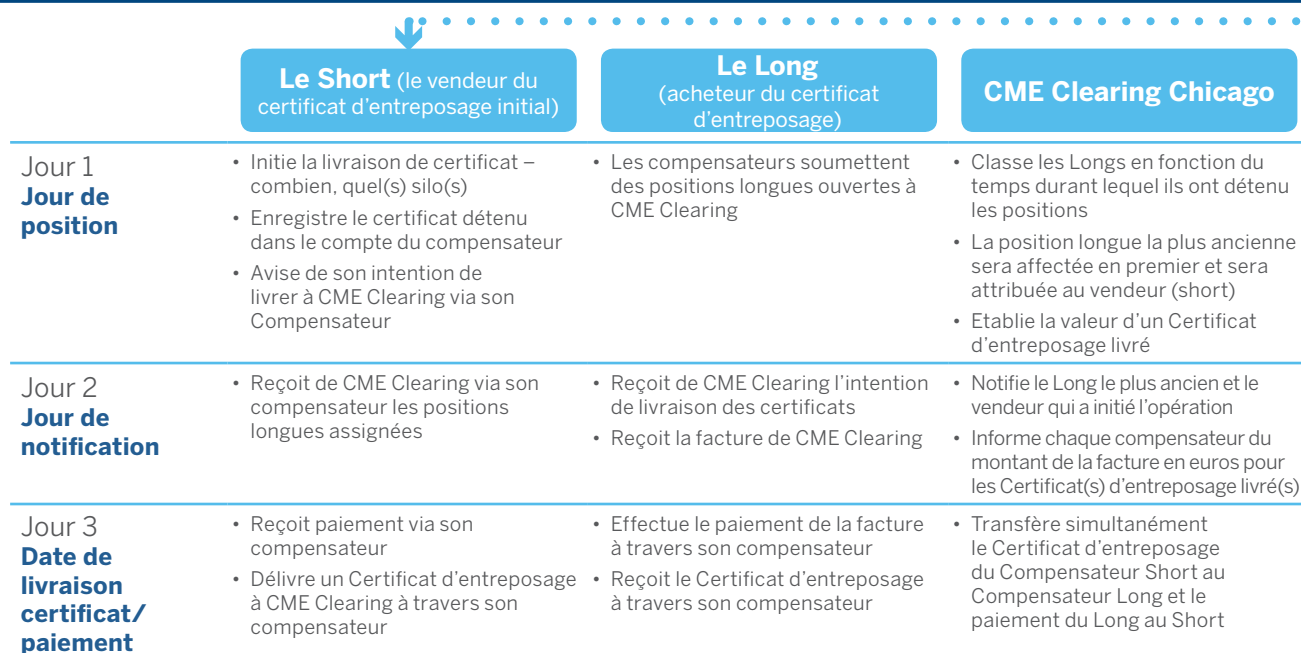 Le Short (le vendeur du
certificat d'entreposage initial)
Le Long
(acheteur du certificat
d'entreposage)
CME Clearing Chicago
Jour 1
Jour de
position
• Initie la livraison de certificat –
combien, quel(s) silo(s)
• Enregistre le certificat détenu
dans le compte du compensateur
• Avise de son intention de
livrer à CME Clearing via son
Compensateur
• Les compensateurs soumettent
des positions longues ouvertes à
CME Clearing
• Classe les Longs en fonction du
temps durant lequel ils ont détenu
les positions
• La position longue la plus ancienne
sera affectée en premier et sera
attribuée au vendeur (short)
• Etablie la valeur d'un Certificat
d'entreposage livré
Jour 2
Jour de
notification
• Reçoit de CME Clearing via son
compensateur les positions
longues assignées
• Reçoit de CME Clearing l'intention
de livraison des certificats
• Reçoit la facture de CME Clearing
• Notifie le Long le plus ancien et le
vendeur qui a initié l'opération
• Informe chaque compensateur du
montant de la facture en euros pour
les Certificat(s) d'entreposage livré(s)
Jour 3
Date de
livraison
certificat/
paiement
• Reçoit paiement via son
compensateur
• Délivre un Certificat d'entreposage
à CME Clearing à travers son
compensateur
• Effectue le paiement de la facture
à travers son compensateur
• Reçoit le Certificat d'entreposage
à travers son compensateur
• Transfère simultanément
le Certificat d'entreposage
du Compensateur Short au
Compensateur Long et le
paiement du Long au Short